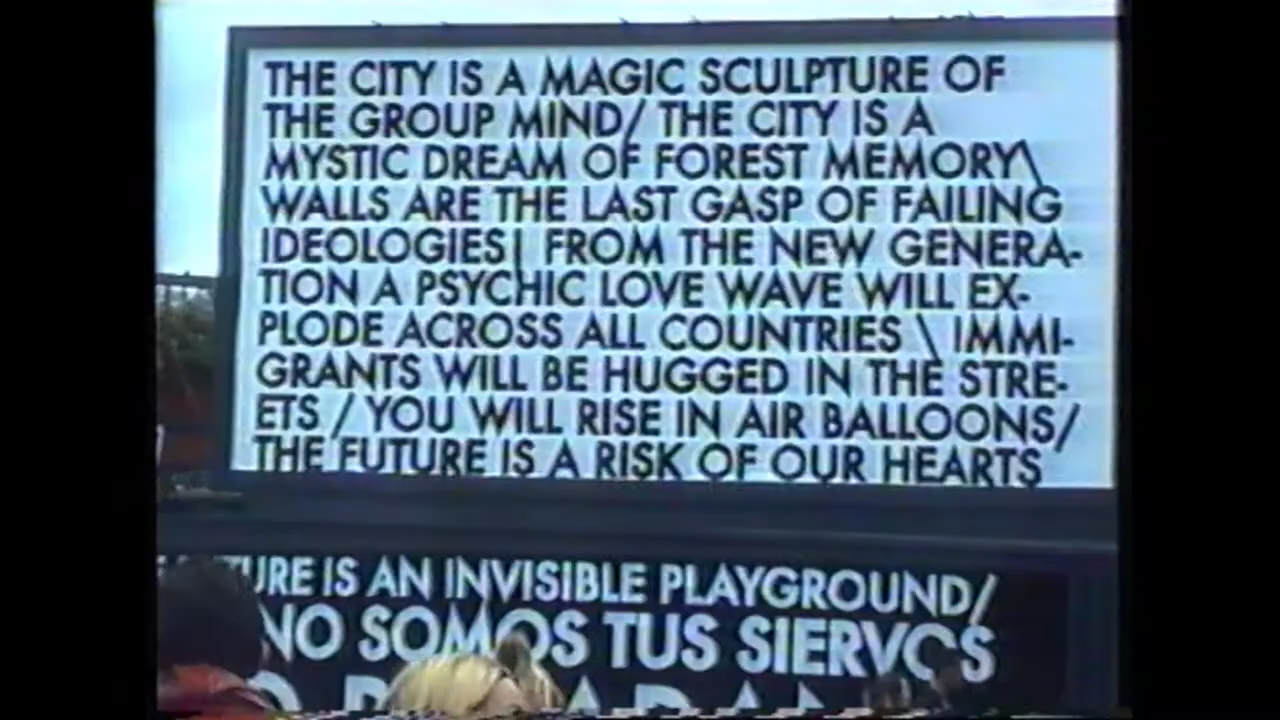 THE CITY IS A MAGIC SCULPTURE OF
THE GROUP MIND/ THE CITY IS A
MYSTIC DREAM OF FOREST MEMORY\
WALLS ARE THE LAST GASP OF FAILING
IDEOLOGIES| FROM THE NEW GENERA-
TION A PSYCHIC LOVE WAVE WILL EX-
PLODE ACROSS ALL COUNTRIES \ IMMI-
GRANTS WILL BE HUGGED IN THE STRE-
ETS / YOU WILL RISE IN AIR BALLOONS/
THE FUTURE IS A RISK OF OUR HEARTS
IS AN INVISIBLE PLAYGROUND/
NO SOMOS TUS SIERVOS